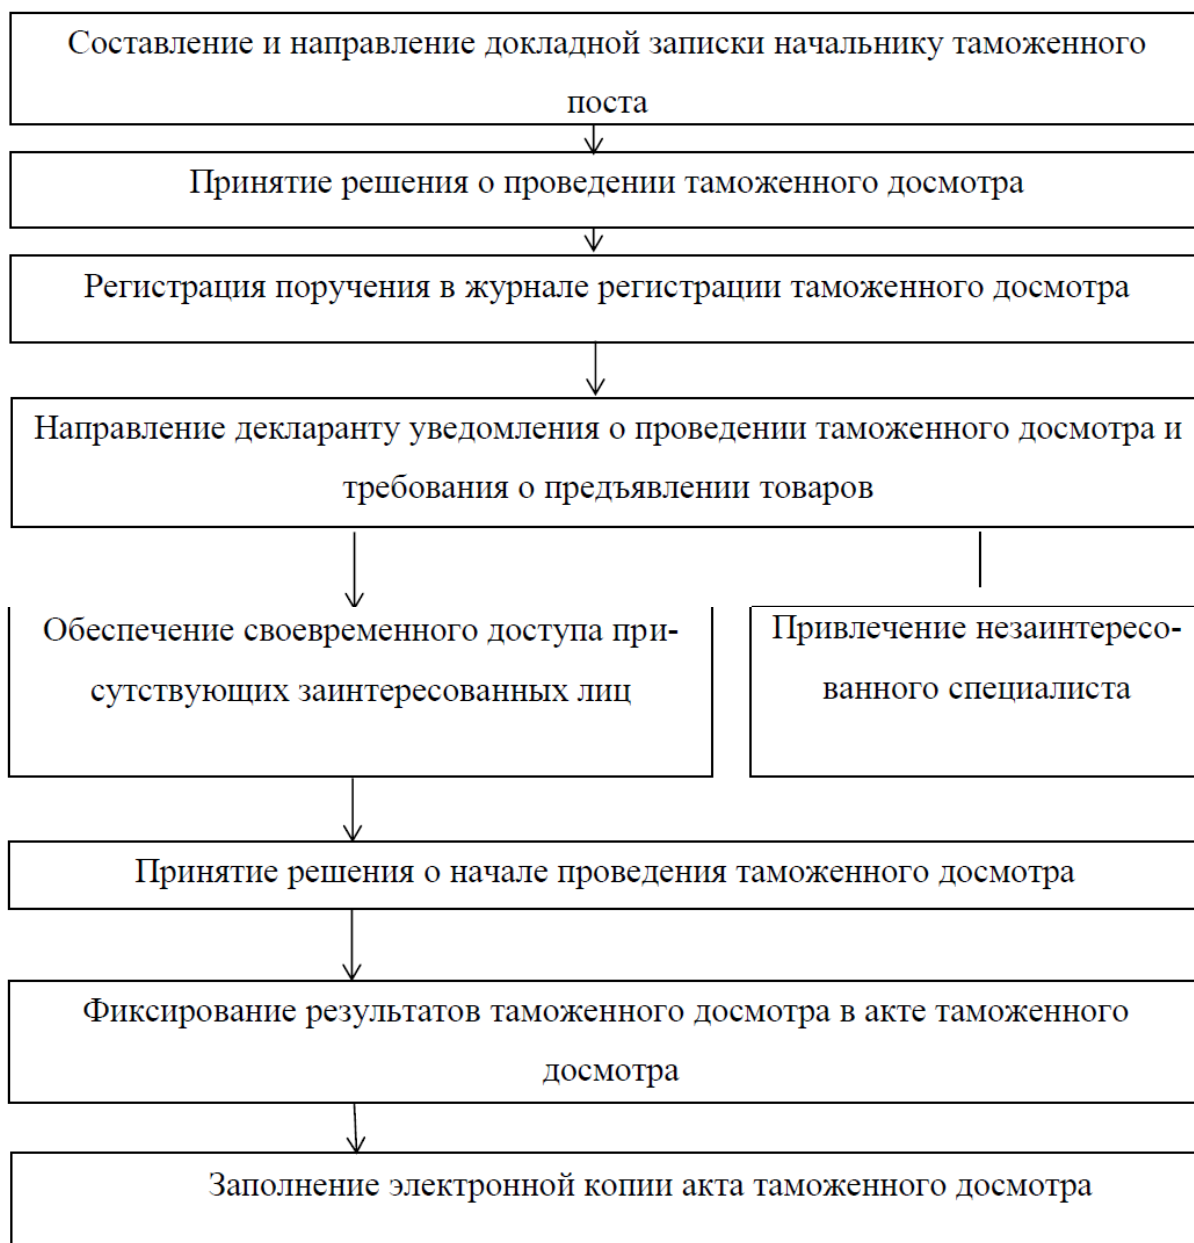 Составление и направление докладной записки начальнику таможенного
поста
Принятие решения о проведении таможенного досмотра
Регистрация поручения в журнале регистрации таможенного досмотра
Направление декларанту уведомления о проведении таможенного досмотра и
требования о предъявлении товаров
Обеспечение своевременного доступа при-
сутствующих заинтересованных лиц
Привлечение незаинтересо-
ванного специалиста
Принятие решения о начале проведения таможенного досмотра
Фиксирование результатов таможенного досмотра в акте таможенного
досмотра
Заполнение электронной копии акта таможенного досмотра